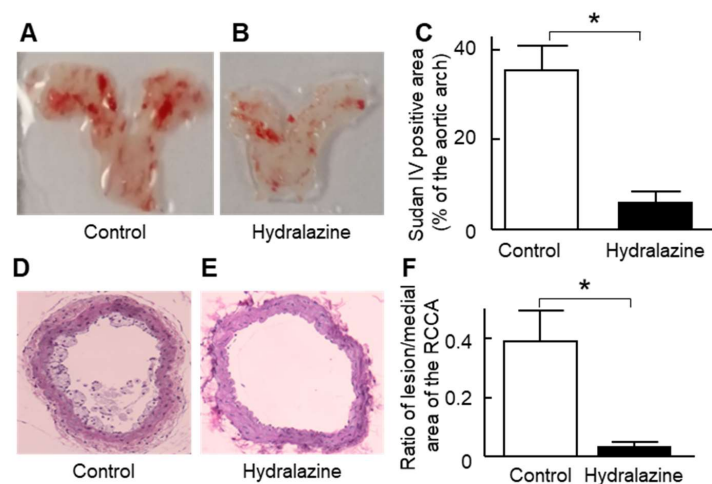 A
B
C
Sudan IV positive area
(% of the aortic arch)
40
20
0
*
Control
Hydralazine
Control
Hydralazine
D
E
F
Ratio of lesion/medial
area of the RCCA
0.4
0.2
0
*
Control
Hydralazine
Control
Hydralazine